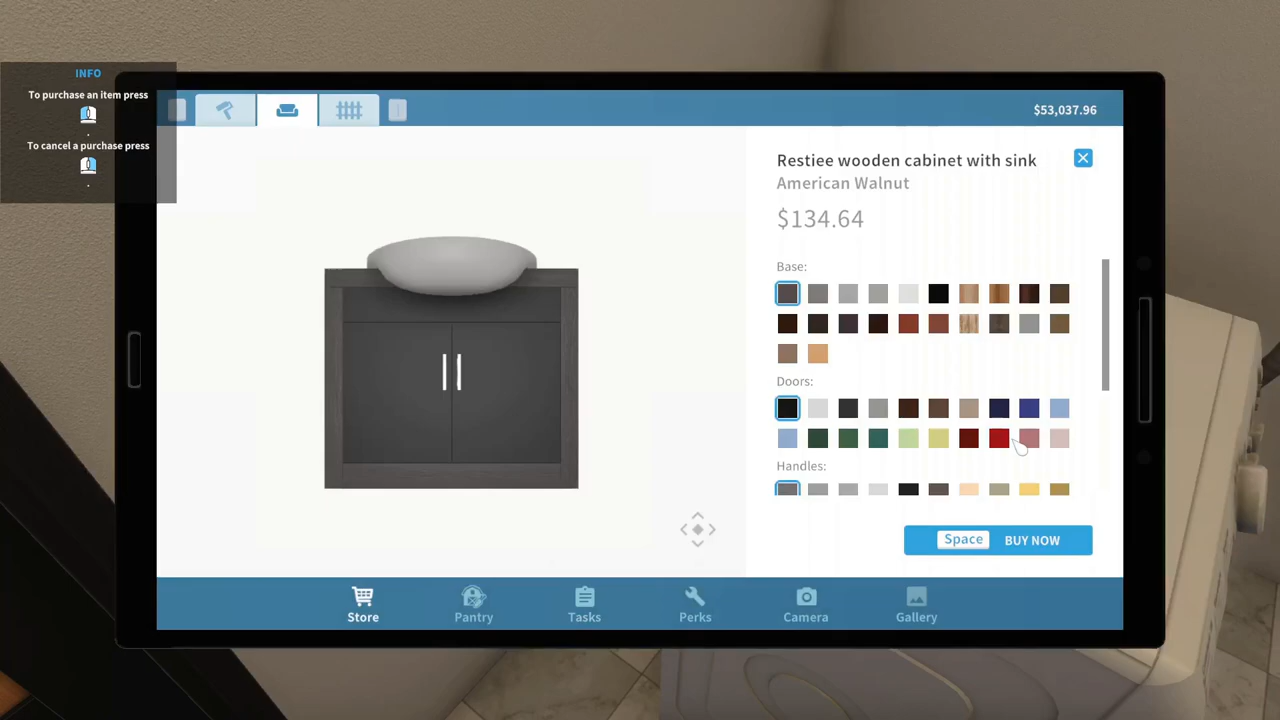 INFO
To purchase an item press
.
To cancel a purchase press
.
$53,037.96
Restiee wooden cabinet with sink
American Walnut
$134.64
Base:
Doors:
Handles:
Space BUY NOW
Store
Pantry
Tasks
Perks
Camera
Gallery